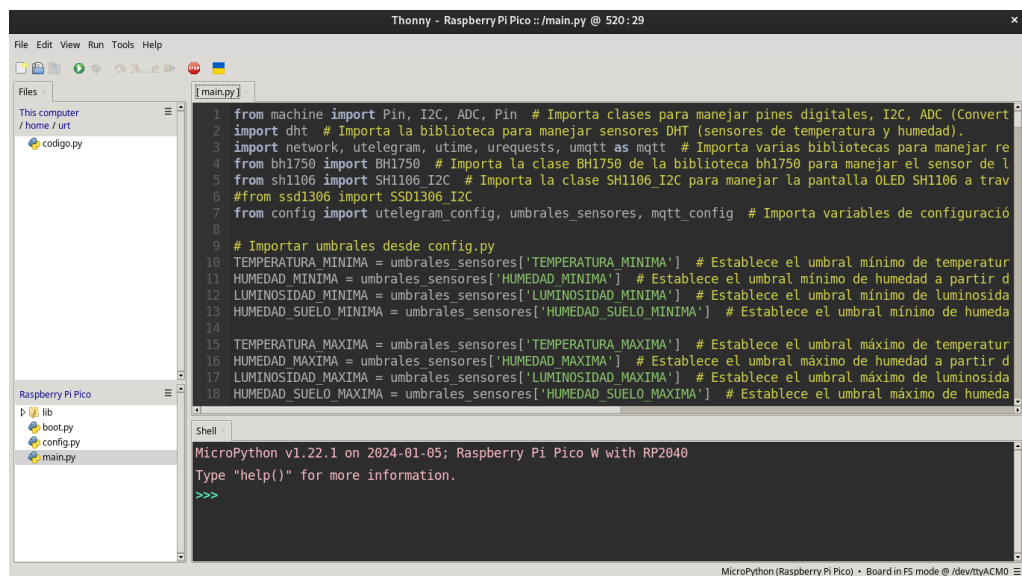 Thonny - Raspberry Pi Pico :: /main.py @ 520 : 29
File Edit View Run Tools Help
Files
This computer
/ home / urt
codigo.py
Raspberry Pi Pico
lib
boot.py
config.py
main.py
[ main.py ]
1 from machine import Pin, I2C, ADC, Pin # Importa clases para manejar pines digitales, I2C, ADC (Convert
2 import dht # Importa la biblioteca para manejar sensores DHT (sensores de temperatura y humedad).
3 import network, utelegram, utime, urequests, umqtt as mqtt # Importa varias bibliotecas para manejar re
4 from bh1750 import BH1750 # Importa la clase BH1750 de la biblioteca bh1750 para manejar el sensor de l
5 from sh1106 import SH1106_I2C # Importa la clase SH1106_I2C para manejar la pantalla OLED SH1106 a trav
6 #from ssd1306 import SSD1306_I2C
7 from config import utelegram_config, umbrales_sensores, mqtt_config # Importa variables de configuració
8
9 # Importar umbrales desde config.py
10 TEMPERATURA_MINIMA = umbrales_sensores['TEMPERATURA_MINIMA'] # Establece el umbral mínimo de temperatur
11 HUMEDAD_MINIMA = umbrales_sensores['HUMEDAD_MINIMA'] # Establece el umbral mínimo de humedad a partir d
12 LUMINOSIDAD_MINIMA = umbrales_sensores['LUMINOSIDAD_MINIMA'] # Establece el umbral mínimo de luminosida
13 HUMEDAD_SUELO_MINIMA = umbrales_sensores['HUMEDAD_SUELO_MINIMA'] # Establece el umbral mínimo de humeda
14
15 TEMPERATURA_MAXIMA = umbrales_sensores['TEMPERATURA_MAXIMA'] # Establece el umbral máximo de temperatur
16 HUMEDAD_MAXIMA = umbrales_sensores['HUMEDAD_MAXIMA'] # Establece el umbral máximo de humedad a partir d
17 LUMINOSIDAD_MAXIMA = umbrales_sensores['LUMINOSIDAD_MAXIMA'] # Establece el umbral máximo de luminosida
18 HUMEDAD_SUELO_MAXIMA = umbrales_sensores['HUMEDAD_SUELO_MAXIMA'] # Establece el umbral máximo de humeda
Shell
MicroPython v1.22.1 on 2024-01-05; Raspberry Pi Pico W with RP2040
Type "help()" for more information.
>>>
MicroPython (Raspberry Pi Pico) • Board in FS mode @ /dev/ttyACM0